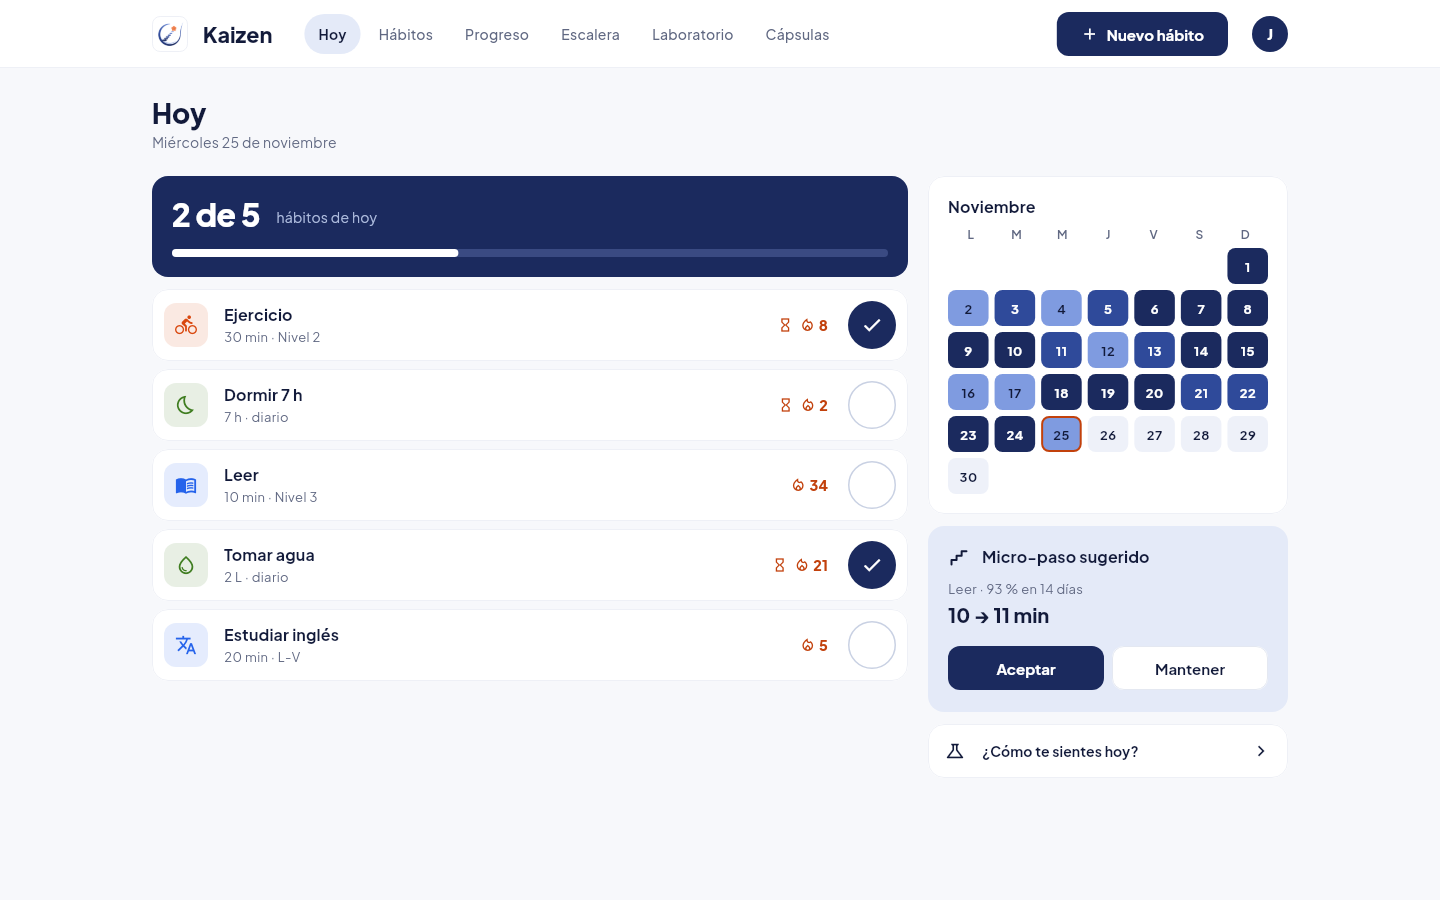 Kaizen Hoy Hábitos Progreso Escalera Laboratorio Cápsulas + Nuevo hábito J
Hoy
Miércoles 25 de noviembre
2 de 5 hábitos de hoy
Ejercicio
30 min · Nivel 2
8
Dormir 7 h
7 h · diario
2
Leer
10 min · Nivel 3
34
Tomar agua
2 L · diario
21
Estudiar inglés
20 min · L-V
5
Noviembre
L M M J V S D
1
2 3 4 5 6 7 8
9 10 11 12 13 14 15
16 17 18 19 20 21 22
23 24 25 26 27 28 29
30
Micro-paso sugerido
Leer · 93 % en 14 días
10 → 11 min
Aceptar Mantener
¿Cómo te sientes hoy?